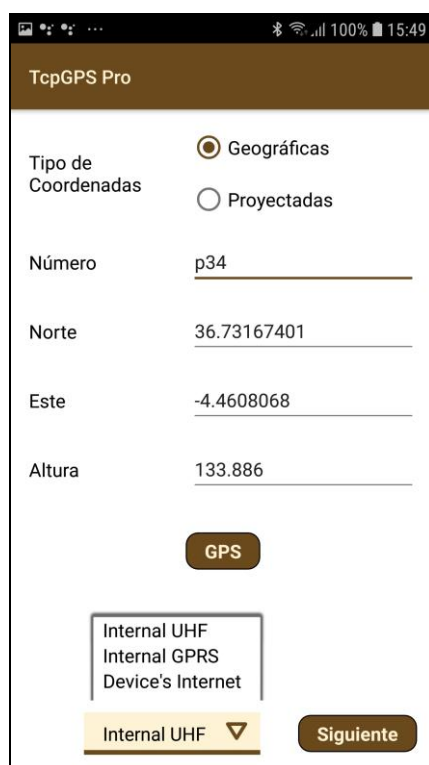 100% 15:49
TcpGPS Pro
Tipo de
Coordenadas
Geográficas
Proyectadas
Número p34
Norte 36.73167401
Este -4.4608068
Altura 133.886
GPS
Internal UHF
Internal GPRS
Device's Internet
Internal UHF Siguiente